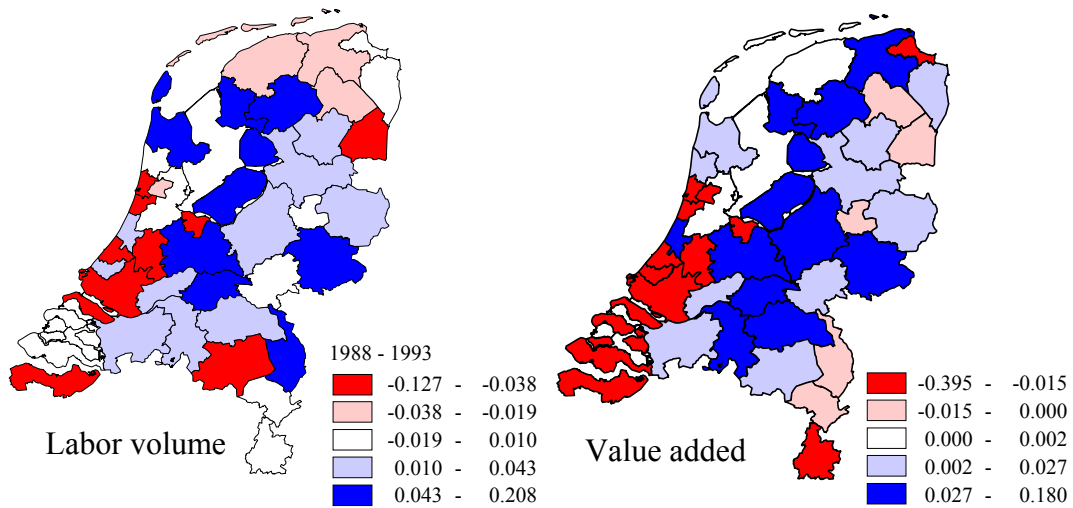 1988 - 1993
-0.127 - -0.038
-0.038 - -0.019
-0.019 - 0.010
0.010 - 0.043
0.043 - 0.208
Labor volume
-0.395 - -0.015
-0.015 - 0.000
0.000 - 0.002
0.002 - 0.027
0.027 - 0.180
Value added